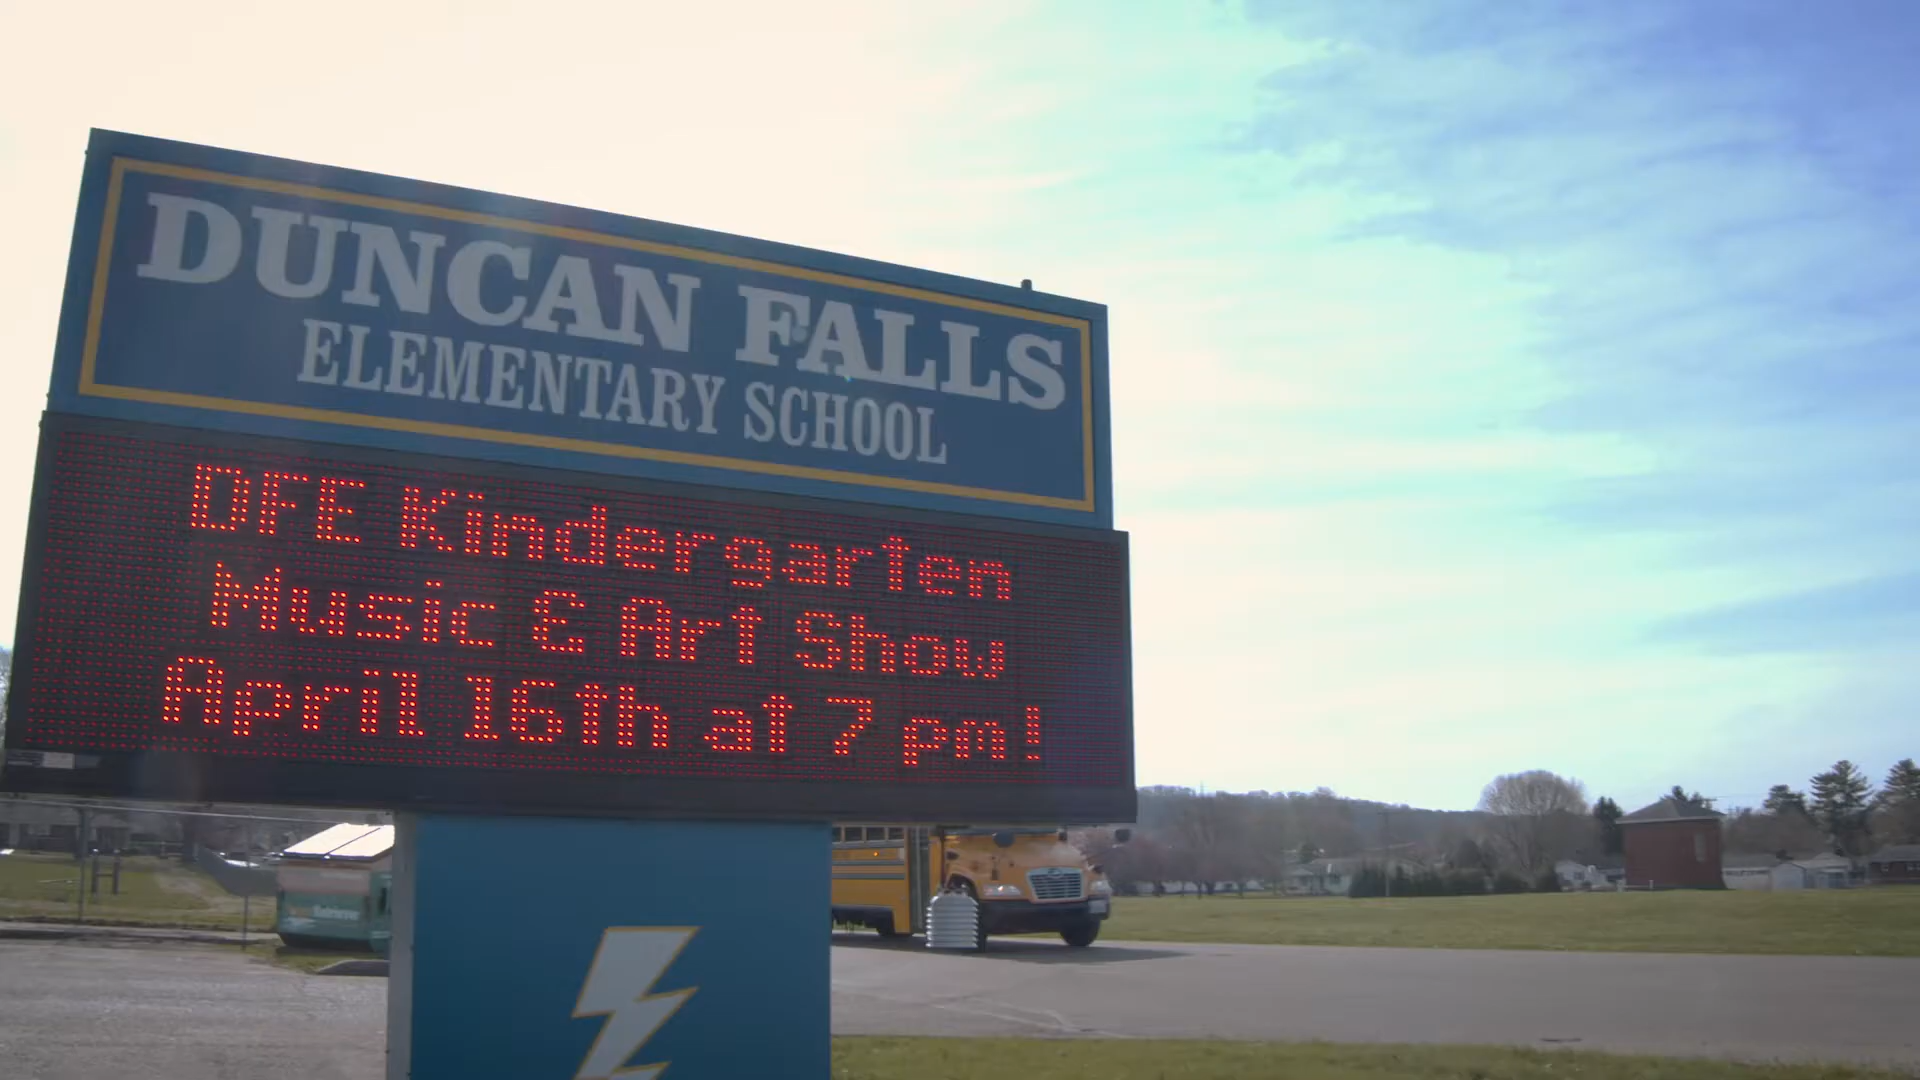 DUNCAN FALLS
ELEMENTARY SCHOOL
DFE Kindergarten
Music & Art Show
April 16th at 7 pm!